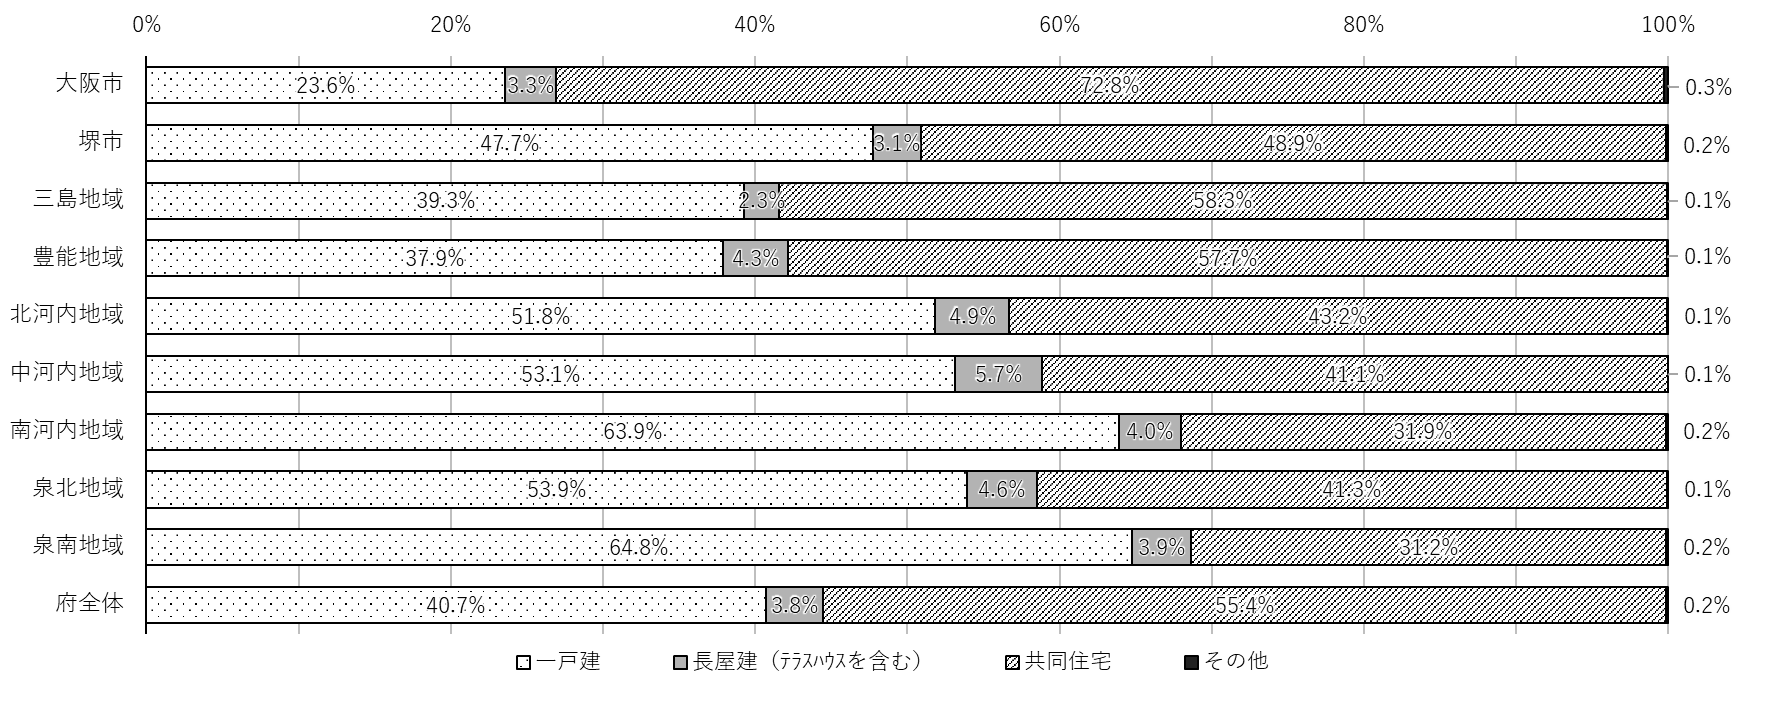 0% 20% 40% 60% 80% 100%
大阪市 23.6% 3.3% 72.8% 0.3%
堺市 47.7% 3.1% 48.9% 0.2%
三島地域 39.3% 2.3% 58.3% 0.1%
豊能地域 37.9% 4.3% 57.7% 0.1%
北河内地域 51.8% 4.9% 43.2% 0.1%
中河内地域 53.1% 5.7% 41.1% 0.1%
南河内地域 63.9% 4.0% 31.9% 0.2%
泉北地域 53.9% 4.6% 41.3% 0.1%
泉南地域 64.8% 3.9% 31.2% 0.2%
府全体 40.7% 3.8% 55.4% 0.2%
一戸建 長屋建（ﾃﾗｽﾊｳｽを含む） 共同住宅 その他